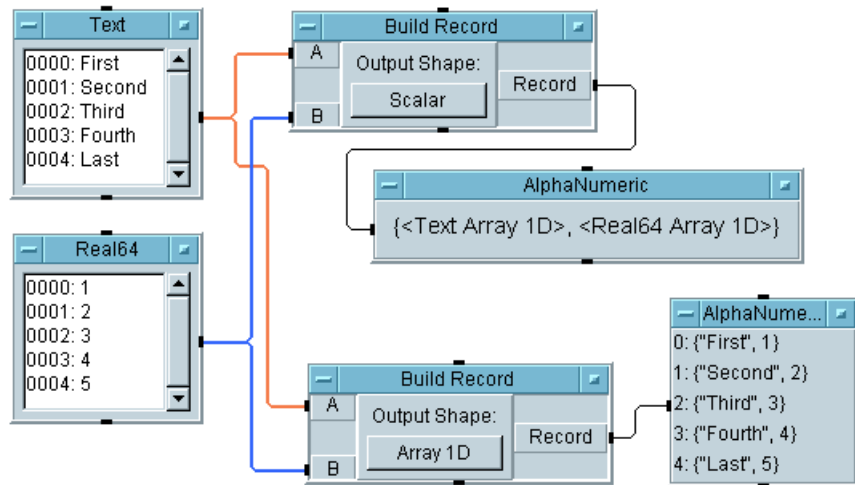 Text
0000: First
0001: Second
0002: Third
0003: Fourth
0004: Last
Build Record
A
Output Shape:
Scalar
Record
B
AlphaNumeric
{<Text Array 1D>, <Real64 Array 1D>}
Real64
0000: 1
0001: 2
0002: 3
0003: 4
0004: 5
Build Record
A
Output Shape:
Array 1D
Record
B
AlphaNume...
0: {"First", 1}
1: {"Second", 2}
2: {"Third", 3}
3: {"Fourth", 4}
4: {"Last", 5}